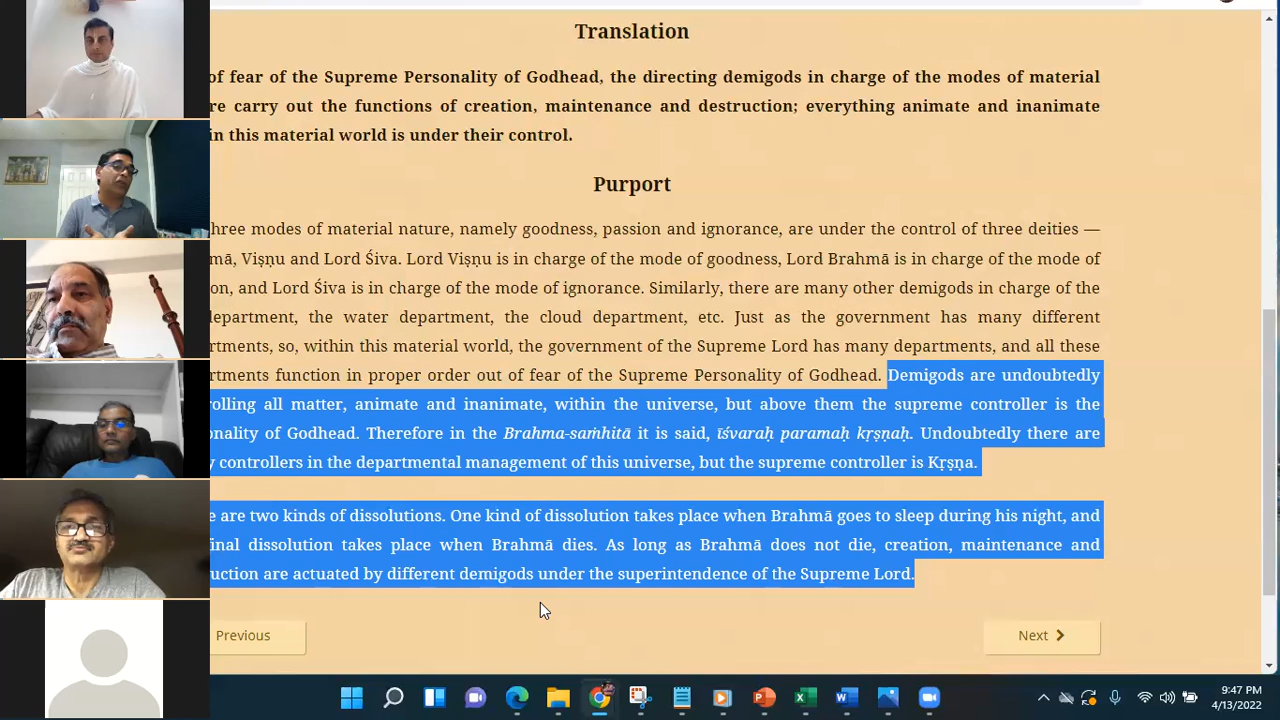 Translation
of fear of the Supreme Personality of Godhead, the directing demigods in charge of the modes of material
re carry out the functions of creation, maintenance and destruction; everything animate and inanimate
in this material world is under their control.
Purport
hree modes of material nature, namely goodness, passion and ignorance, are under the control of three deities —
mā, Viṣṇu and Lord Śiva. Lord Viṣṇu is in charge of the mode of goodness, Lord Brahmā is in charge of the mode of
on, and Lord Śiva is in charge of the mode of ignorance. Similarly, there are many other demigods in charge of the
department, the water department, the cloud department, etc. Just as the government has many different
rtments, so, within this material world, the government of the Supreme Lord has many departments, and all these
rtments function in proper order out of fear of the Supreme Personality of Godhead. Demigods are undoubtedly
rolling all matter, animate and inanimate, within the universe, but above them the supreme controller is the
onality of Godhead. Therefore in the Brahma-saṁhitā it is said, īśvaraḥ paramaḥ kṛṣṇaḥ. Undoubtedly there are
y controllers in the departmental management of this universe, but the supreme controller is Kṛṣṇa.
e are two kinds of dissolutions. One kind of dissolution takes place when Brahmā goes to sleep during his night, and
final dissolution takes place when Brahmā dies. As long as Brahmā does not die, creation, maintenance and
uction are actuated by different demigods under the superintendence of the Supreme Lord.
Previous
Next
9:47 PM
4/13/2022